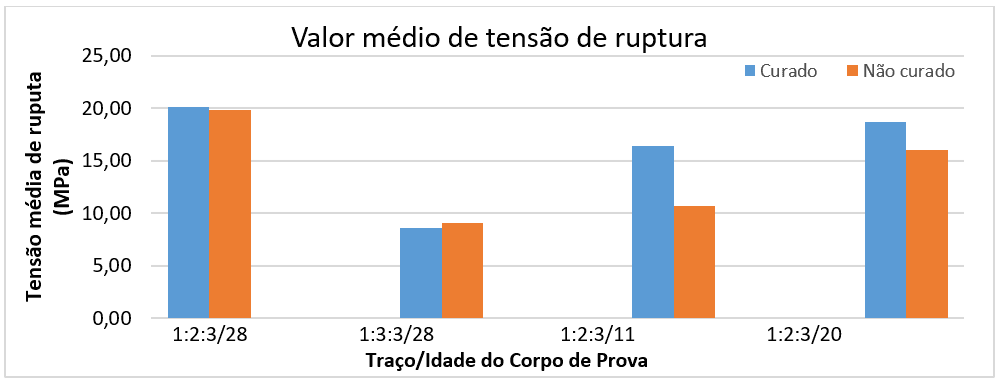 Valor médio de tensão de ruptura
25,00
Curado
Não curado
20,00
15,00
10,00
5,00
0,00
Tensão média de ruputa
(MPa)
1:2:3/28
1:3:3/28
1:2:3/11
1:2:3/20
Traço/Idade do Corpo de Prova